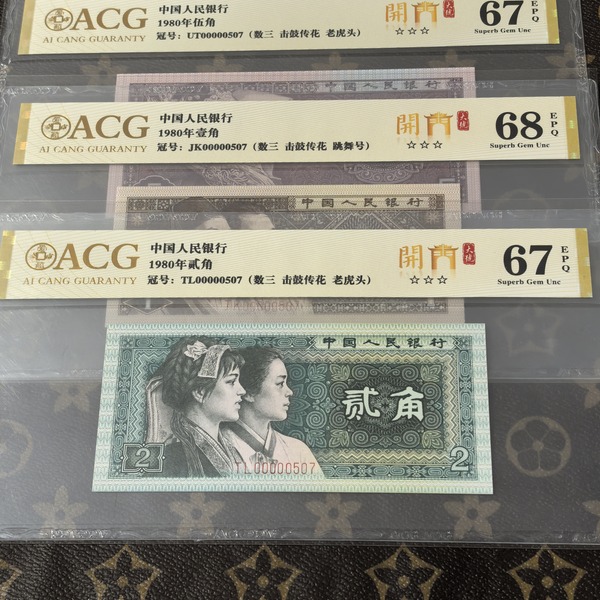 ACG
AI CANG GUARANTY
中国人民银行
1980年伍角
冠号：UT00000507（数三 击鼓传花 老虎头）
開門
大統
☆☆☆
67
EPQ
Superb Gem Unc
中国人民银行
ACG
AI CANG GUARANTY
中国人民银行
1980年壹角
冠号：JK00000507（数三 击鼓传花 跳舞号）
開門
☆☆☆
68
EPQ
Superb Gem Unc
中国人民银行
ACG
AI CANG GUARANTY
中国人民银行
1980年贰角
冠号：TL00000507（数三 击鼓传花 老虎头）
開門
☆☆☆
67
EPQ
Superb Gem Unc
中国人民银行
贰角
TL00000507
2
2